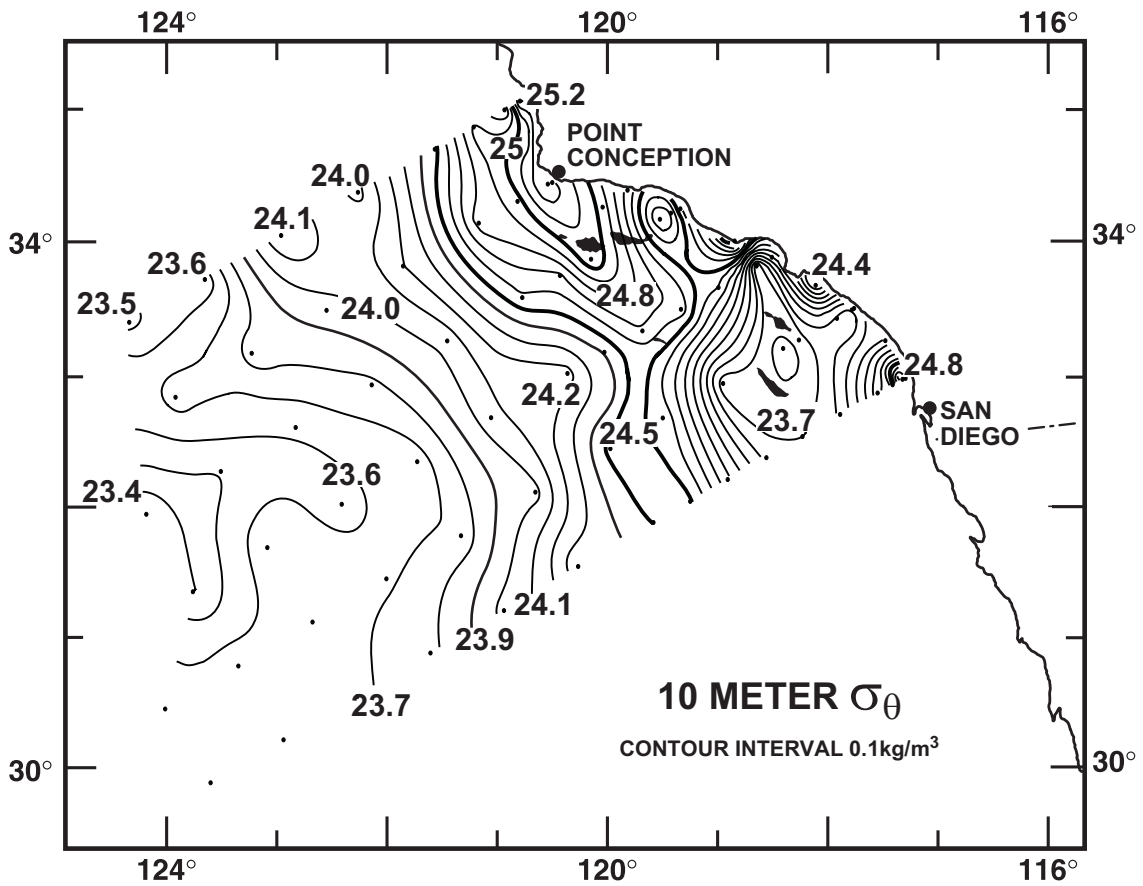 124° 120° 116°
25.2
POINT
CONCEPTION
25
24.0
24.1
34° 34°
23.6
24.4
23.5
24.8
24.0
24.8
24.2
SAN
DIEGO
23.7
24.5
23.6
23.4
24.1
23.9
10 METER σθ
23.7
CONTOUR INTERVAL 0.1kg/m³
30° 30°
124° 120° 116°